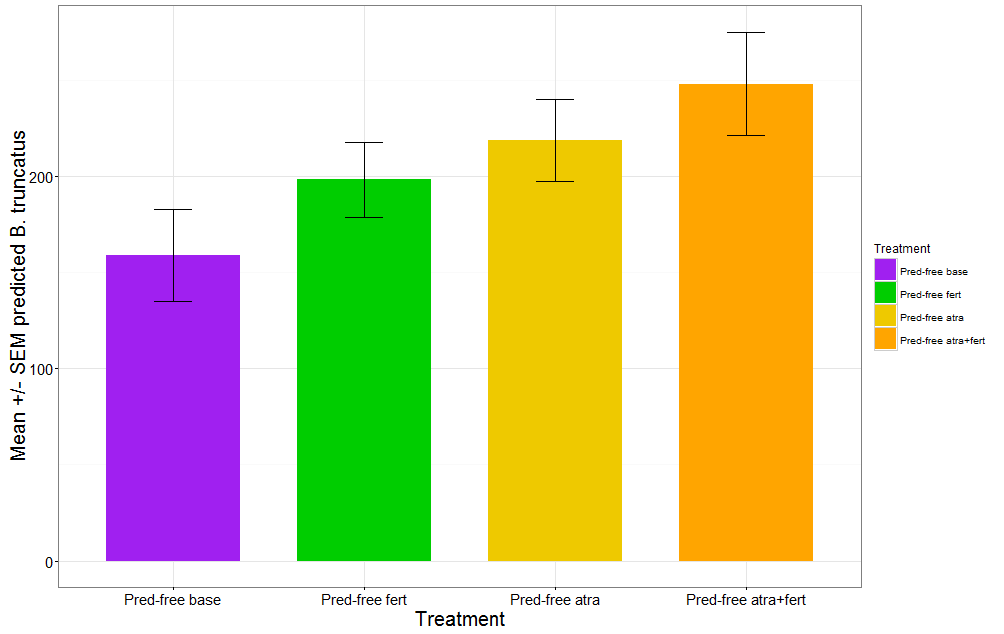 Mean +/- SEM predicted B. truncatus
200
100
0
Pred-free base
Pred-free fert
Pred-free atra
Pred-free atra+fert
Treatment
Treatment
Pred-free base
Pred-free fert
Pred-free atra
Pred-free atra+fert